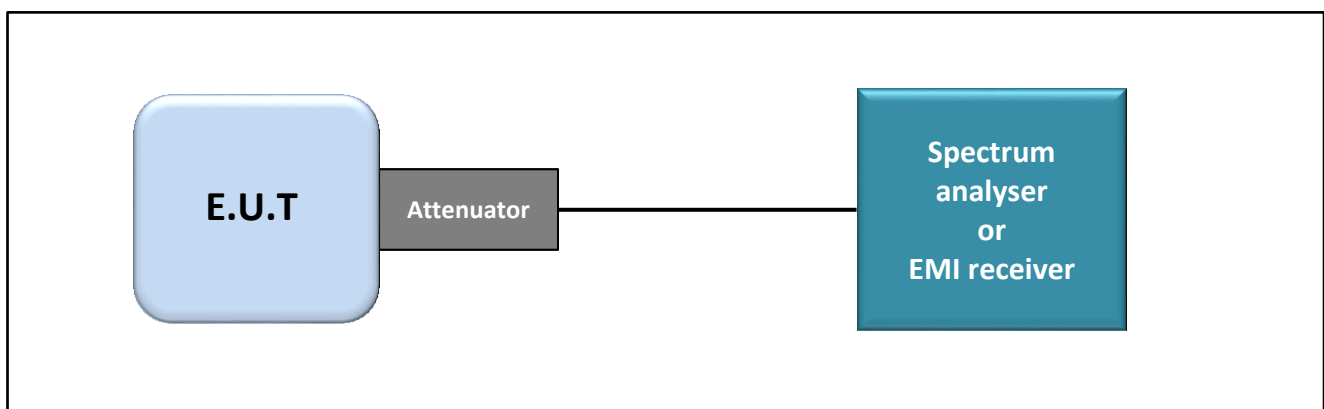 E.U.T
Attenuator
Spectrum
analyser
or
EMI receiver